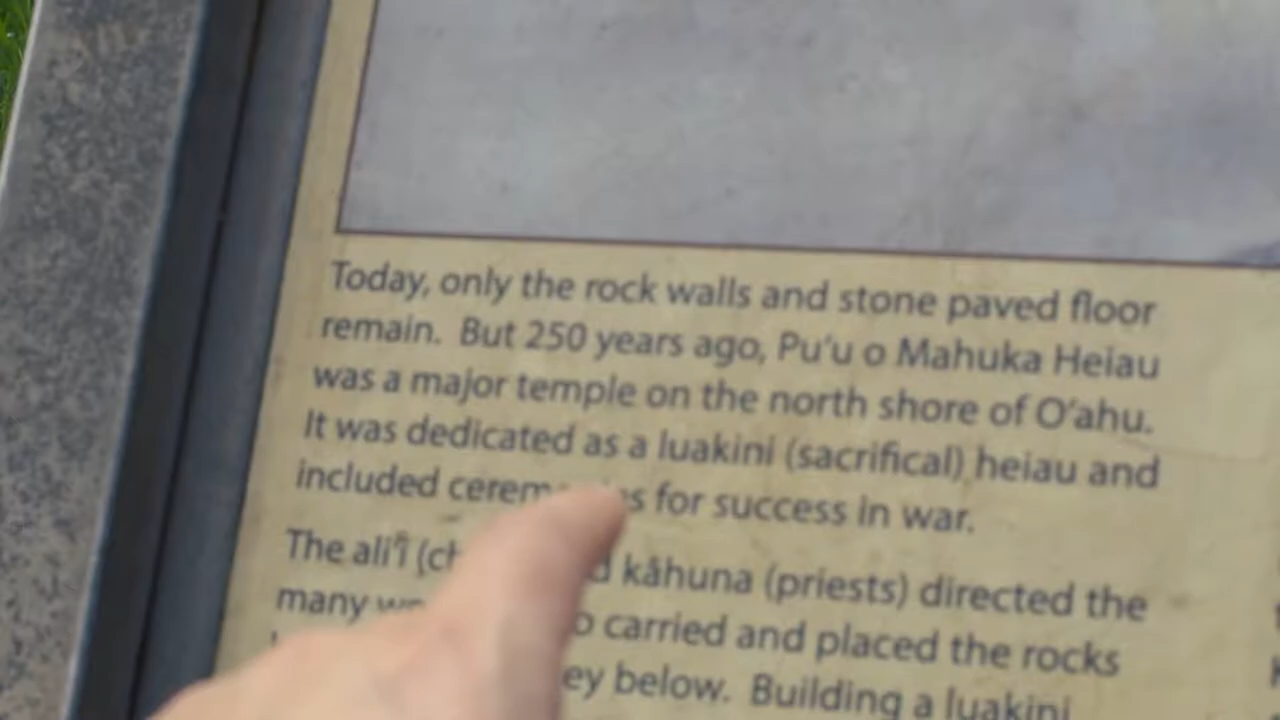 Today, only the rock walls and stone paved floor
remain. But 250 years ago, Pu'u o Mahuka Heiau
was a major temple on the north shore of O'ahu.
It was dedicated as a luakini (sacrifical) heiau and
included for success in war.
The ali'i kāhuna (priests) directed the
many carried and placed the rocks
below. Building a luakini